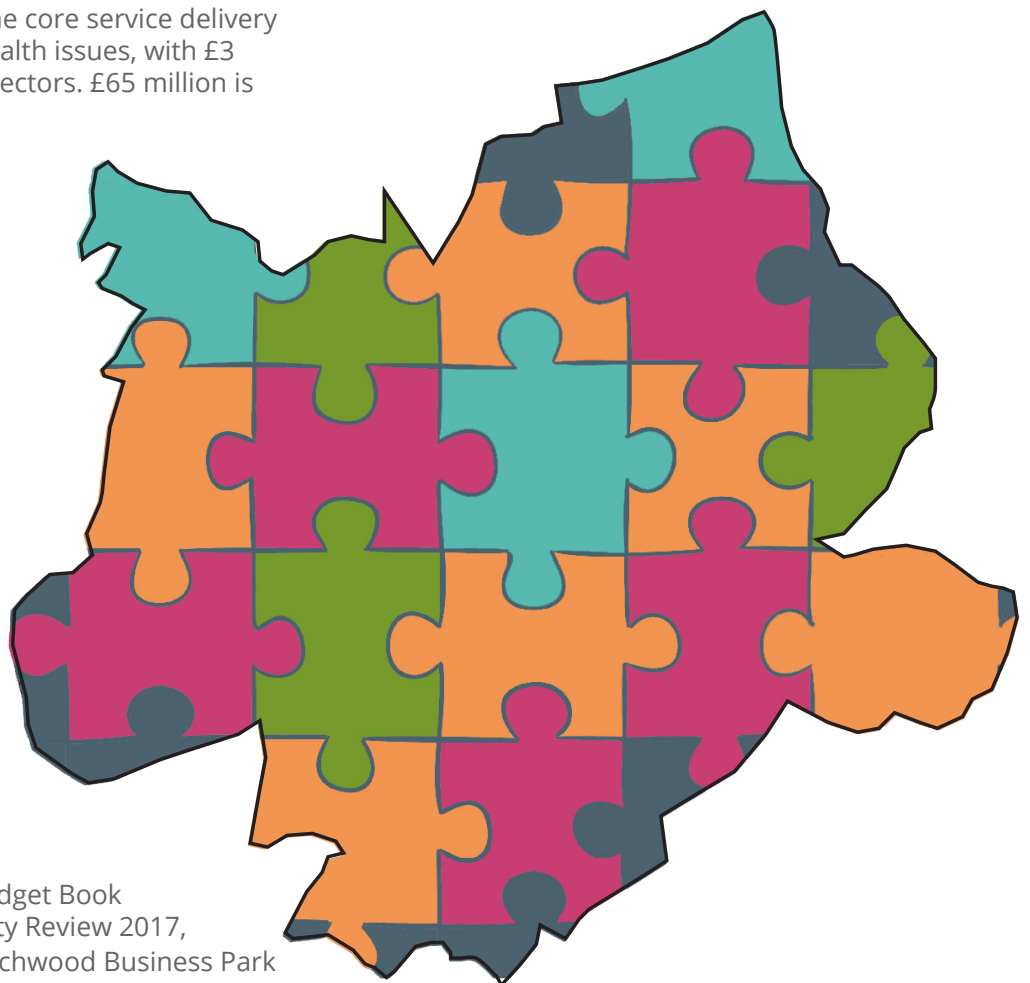 ne core service delivery
alth issues, with £3
ectors. £65 million is
dget Book
ty Review 2017,
chwood Business Park